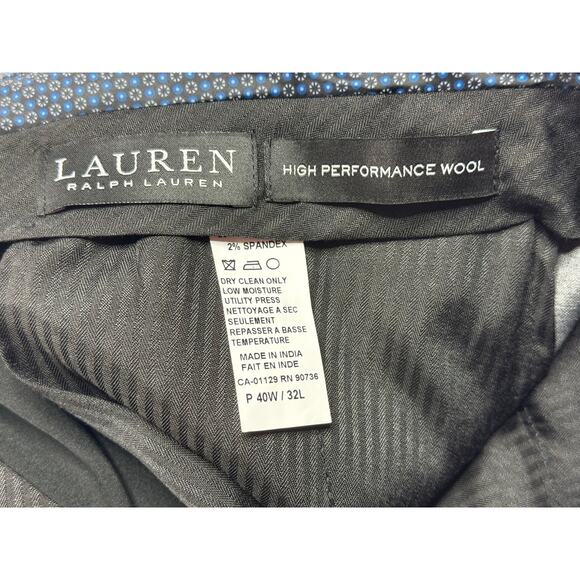 LAUREN
RALPH LAUREN
HIGH PERFORMANCE WOOL
2% SPANDEX
DRY CLEAN ONLY
LOW MOISTURE
UTILITY PRESS
NETTOYAGE A SEC
SEULEMENT
REPASSER A BASSE
TEMPERATURE
MADE IN INDIA
FAIT EN INDE
CA-01129 RN 90736
P 40W / 32L